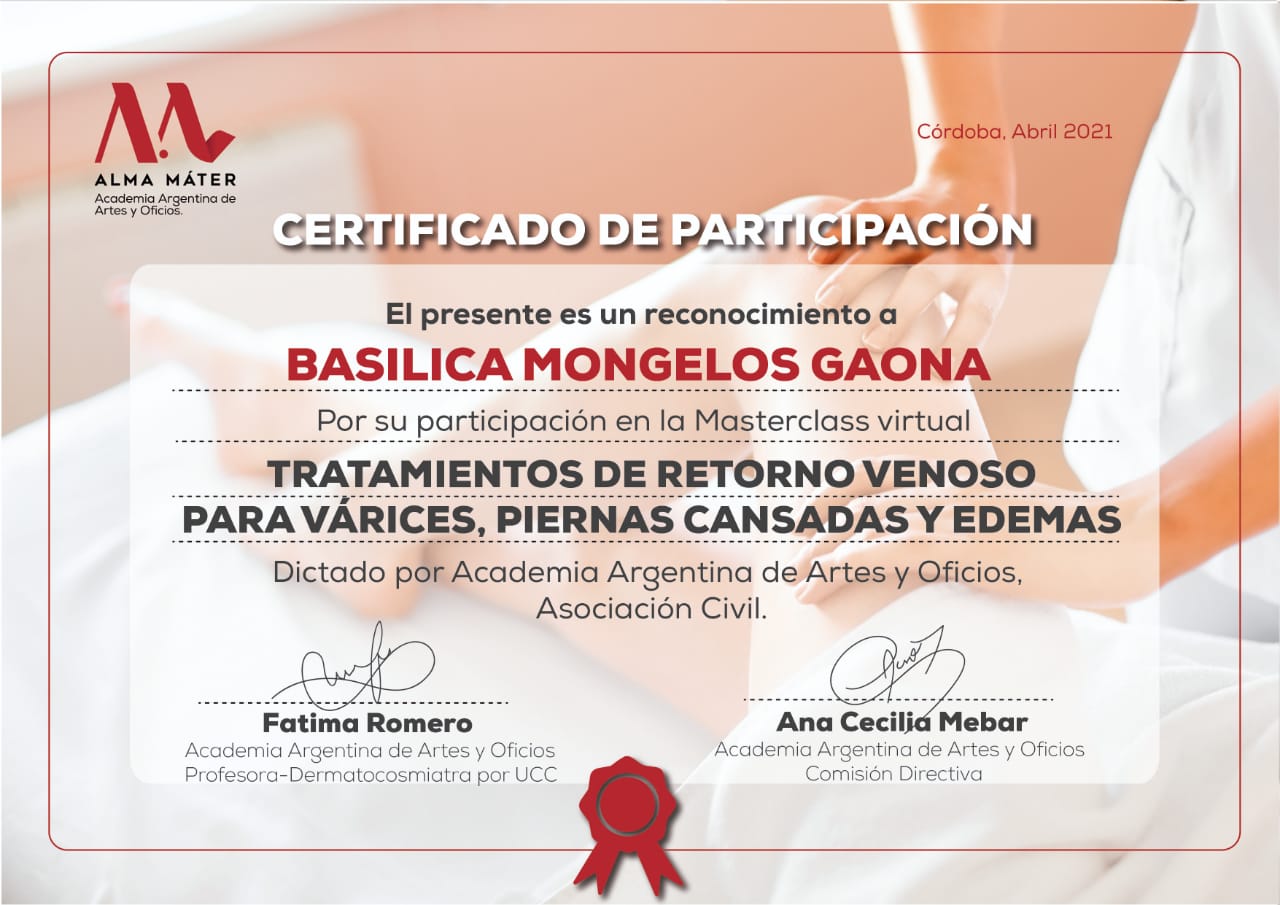 ALMA MÁTER
Academia Argentina de
Artes y Oficios.
Córdoba, Abril 2021
CERTIFICADO DE PARTICIPACIÓN
El presente es un reconocimiento a
BASILICA MONGELOS GAONA
Por su participación en la Masterclass virtual
TRATAMIENTOS DE RETORNO VENOSO
PARA VÁRICES, PIERNAS CANSADAS Y EDEMAS
Dictado por Academia Argentina de Artes y Oficios,
Asociación Civil.
Fatima Romero
Academia Argentina de Artes y Oficios
Profesora-Dermatocosmiatra por UCC
Ana Cecilia Mebar
Academia Argentina de Artes y Oficios
Comisión Directiva